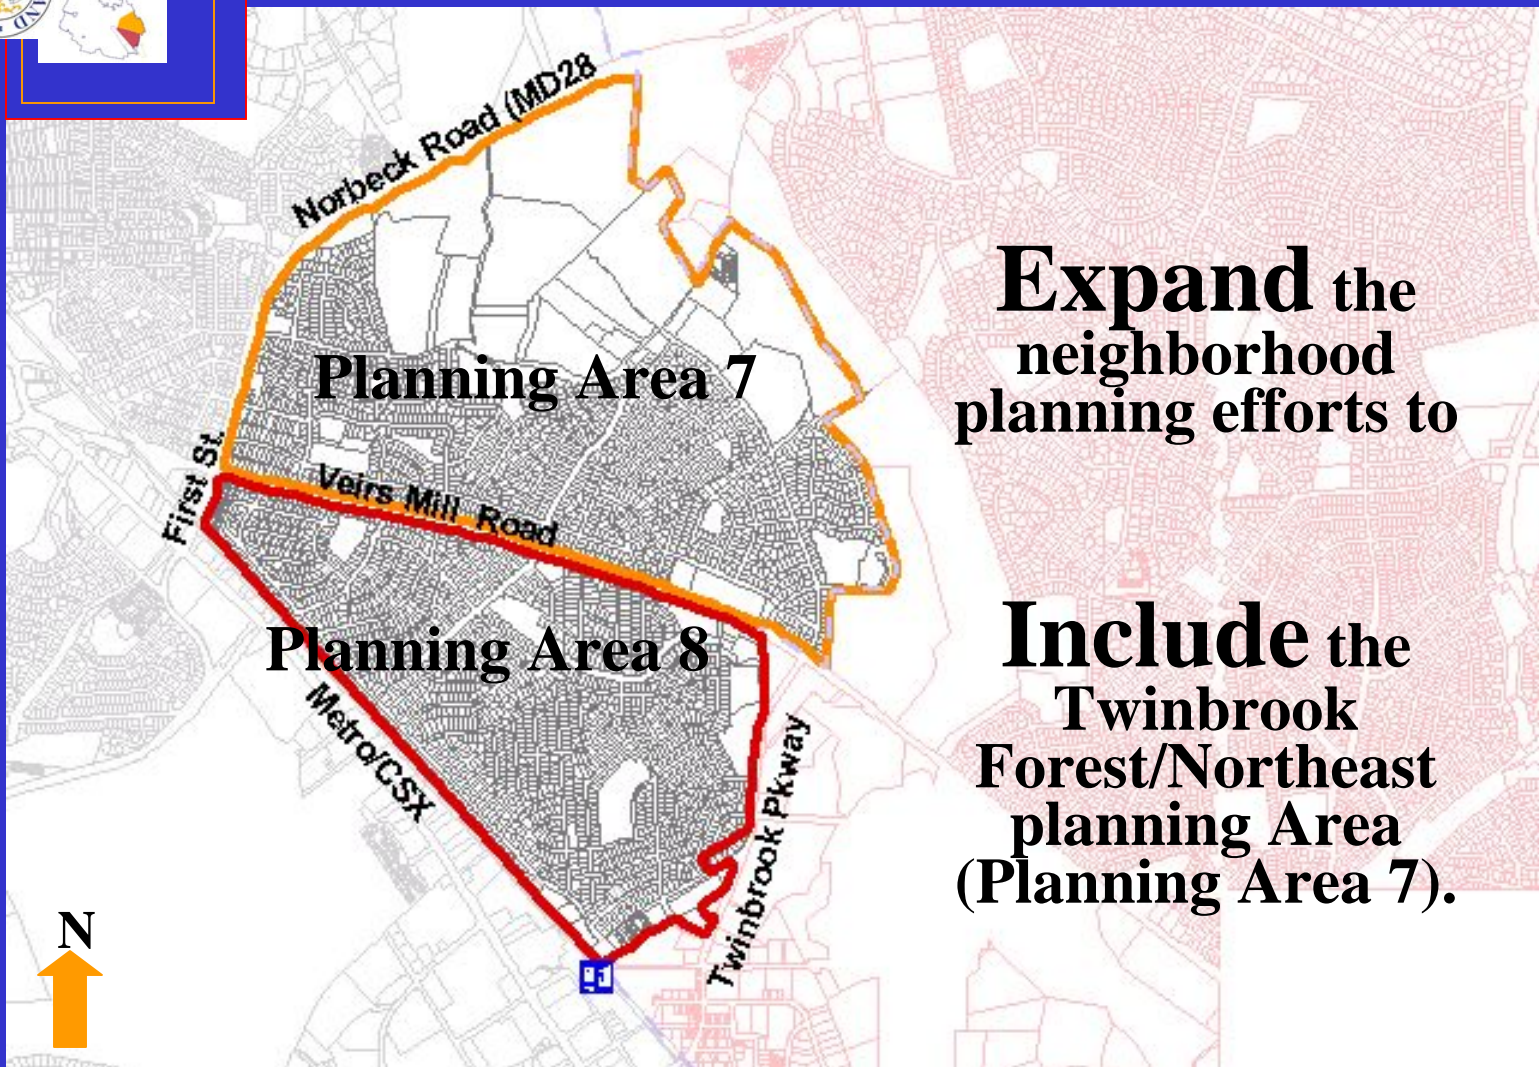 AND
Norbeck Road (MD28
Planning Area 7
First St.
Veirs Mill Road
Planning Area 8
Metro/CSX
Twinbrook Pkway
N
Expand the
neighborhood
planning efforts to
Include the
Twinbrook
Forest/Northeast
planning Area
(Planning Area 7).